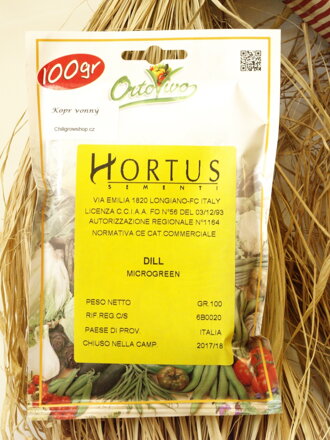 100gr
OrtoVivo
Kopr vonný
Chiligrowshop.cz
HORTUS
SEMENTI
VIA EMILIA 1820 LONGIANO-FC ITALY
LICENZA C.C.I.A.A. FO N°56 DEL 03/12/93
AUTORIZZAZIONE REGIONALE N°1164
NORMATIVA CE CAT.COMMERCIALE
DILL
MICROGREEN
PESO NETTO GR.100
RIF.REG.C/S 6B0020
PAESE DI PROV. ITALIA
CHIUSO NELLA CAMP. 2017/18